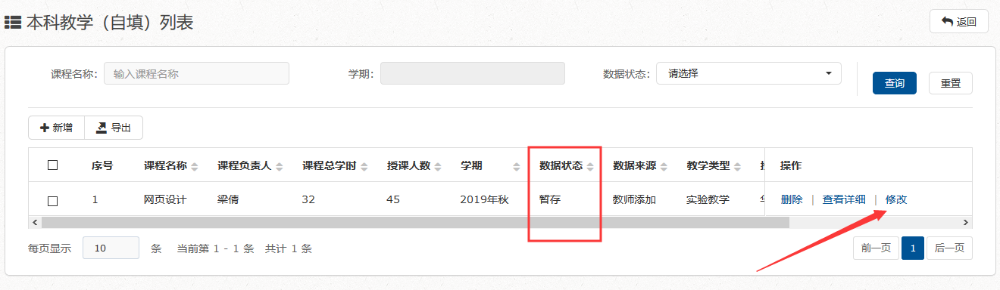 本科教学（自填）列表 返回
课程名称: 输入课程名称 学期: 数据状态: 请选择 查询 重置
新增 导出
序号 课程名称 课程负责人 课程总学时 授课人数 学期 数据状态 数据来源 教学类型 操作
1 网页设计 梁倩 32 45 2019年秋 暂存 教师添加 实验教学 删除 | 查看详细 | 修改
每页显示 10 条 当前第 1 - 1 条 共计 1 条 前一页 1 后一页